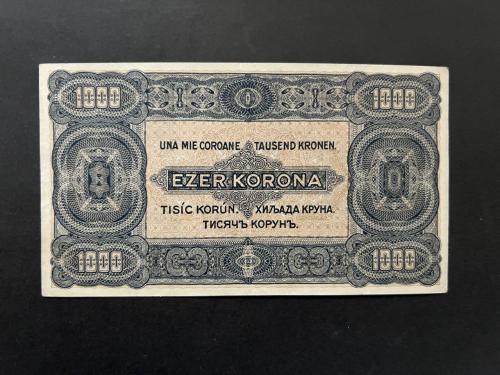 1000 1000
UNA MIE COROANE. TAUSEND KRONEN.
EZER KORONA
TISÍC KORÚN. ХИЉАДА КРУНА.
ТИСЯЧЪ КОРУНЪ.
1000 1000